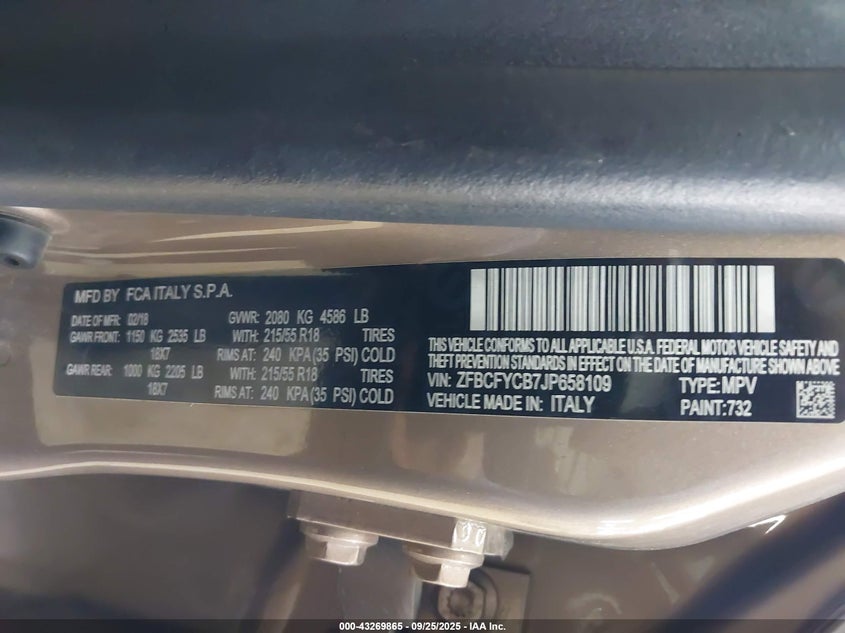 MFD BY FCA ITALY S.P.A.
DATE OF MFR: 02/18 GVWR: 2080 KG 4586 LB
GAWR FRONT: 1150 KG 2535 LB WITH: 215/55 R18 TIRES
18X7 RIMS AT: 240 KPA (35 PSI) COLD
GAWR REAR: 1000 KG 2205 LB WITH: 215/55 R18 TIRES
18X7 RIMS AT: 240 KPA (35 PSI) COLD
THIS VEHICLE CONFORMS TO ALL APPLICABLE U.S.A. FEDERAL MOTOR VEHICLE SAFETY AND
THEFT PREVENTION STANDARDS IN EFFECT ON THE DATE OF MANUFACTURE SHOWN ABOVE
VIN: ZFBCFYCB7JP658109 TYPE: MPV
VEHICLE MADE IN: ITALY PAINT: 732
000-43269865 - 09/25/2025 - IAA Inc.